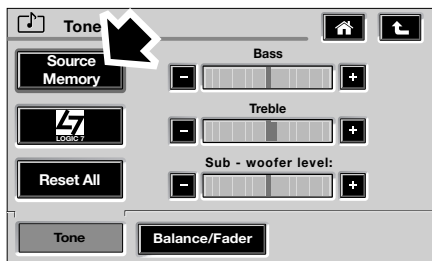 Tone
Source
Memory
Bass
- +
Treble
LOGIC 7
- +
Sub - woofer level:
Reset All
- +
Tone
Balance/Fader